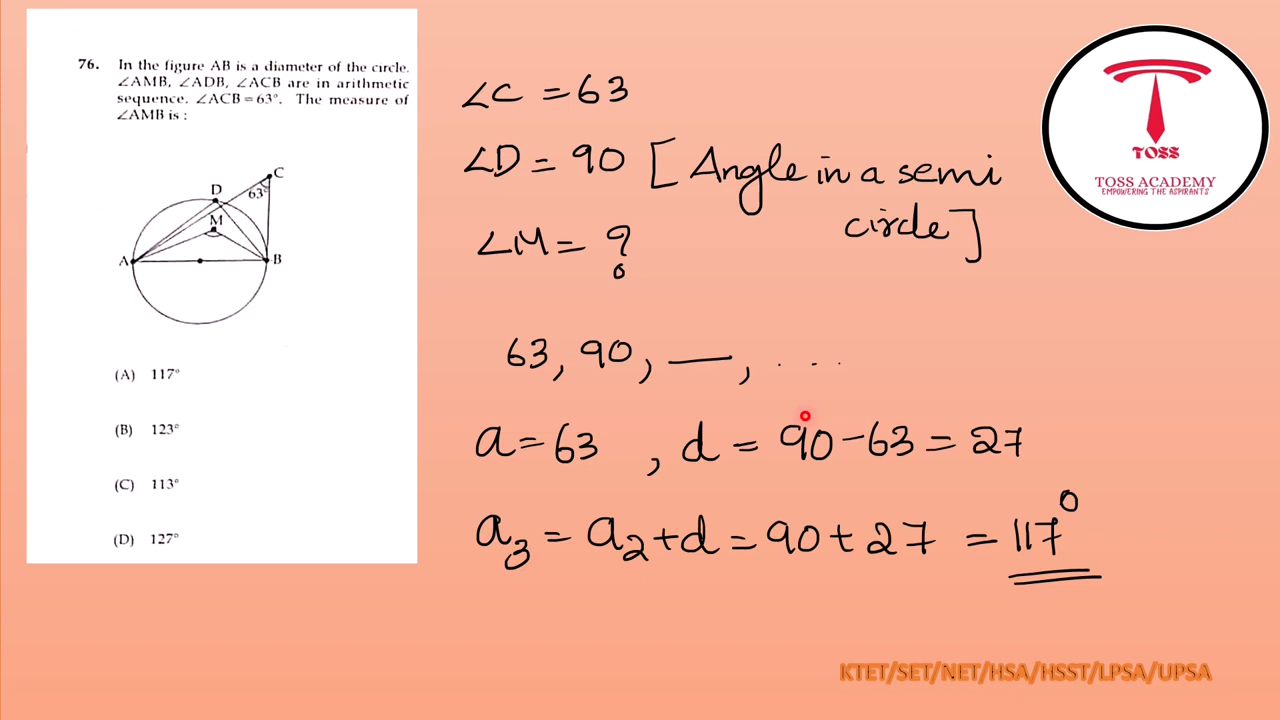 76. In the figure AB is a diameter of the circle.
∠AMB, ∠ADB, ∠ACB are in arithmetic
sequence. ∠ACB = 63°. The measure of
∠AMB is :
C
D
63°
M
A
B
(A) 117°
(B) 123°
(C) 113°
(D) 127°
∠C = 63
∠D = 90 [ Angle in a semi
circle ]
∠M = ?
63, 90, —, . . . .
a = 63 , d = 90 - 63 = 27
a₃ = a₂ + d = 90 + 27 = 117⁰
TOSS
TOSS ACADEMY
EMPOWERING THE ASPIRANTS
KTET/SET/NET/HSA/HSST/LPSA/UPSA